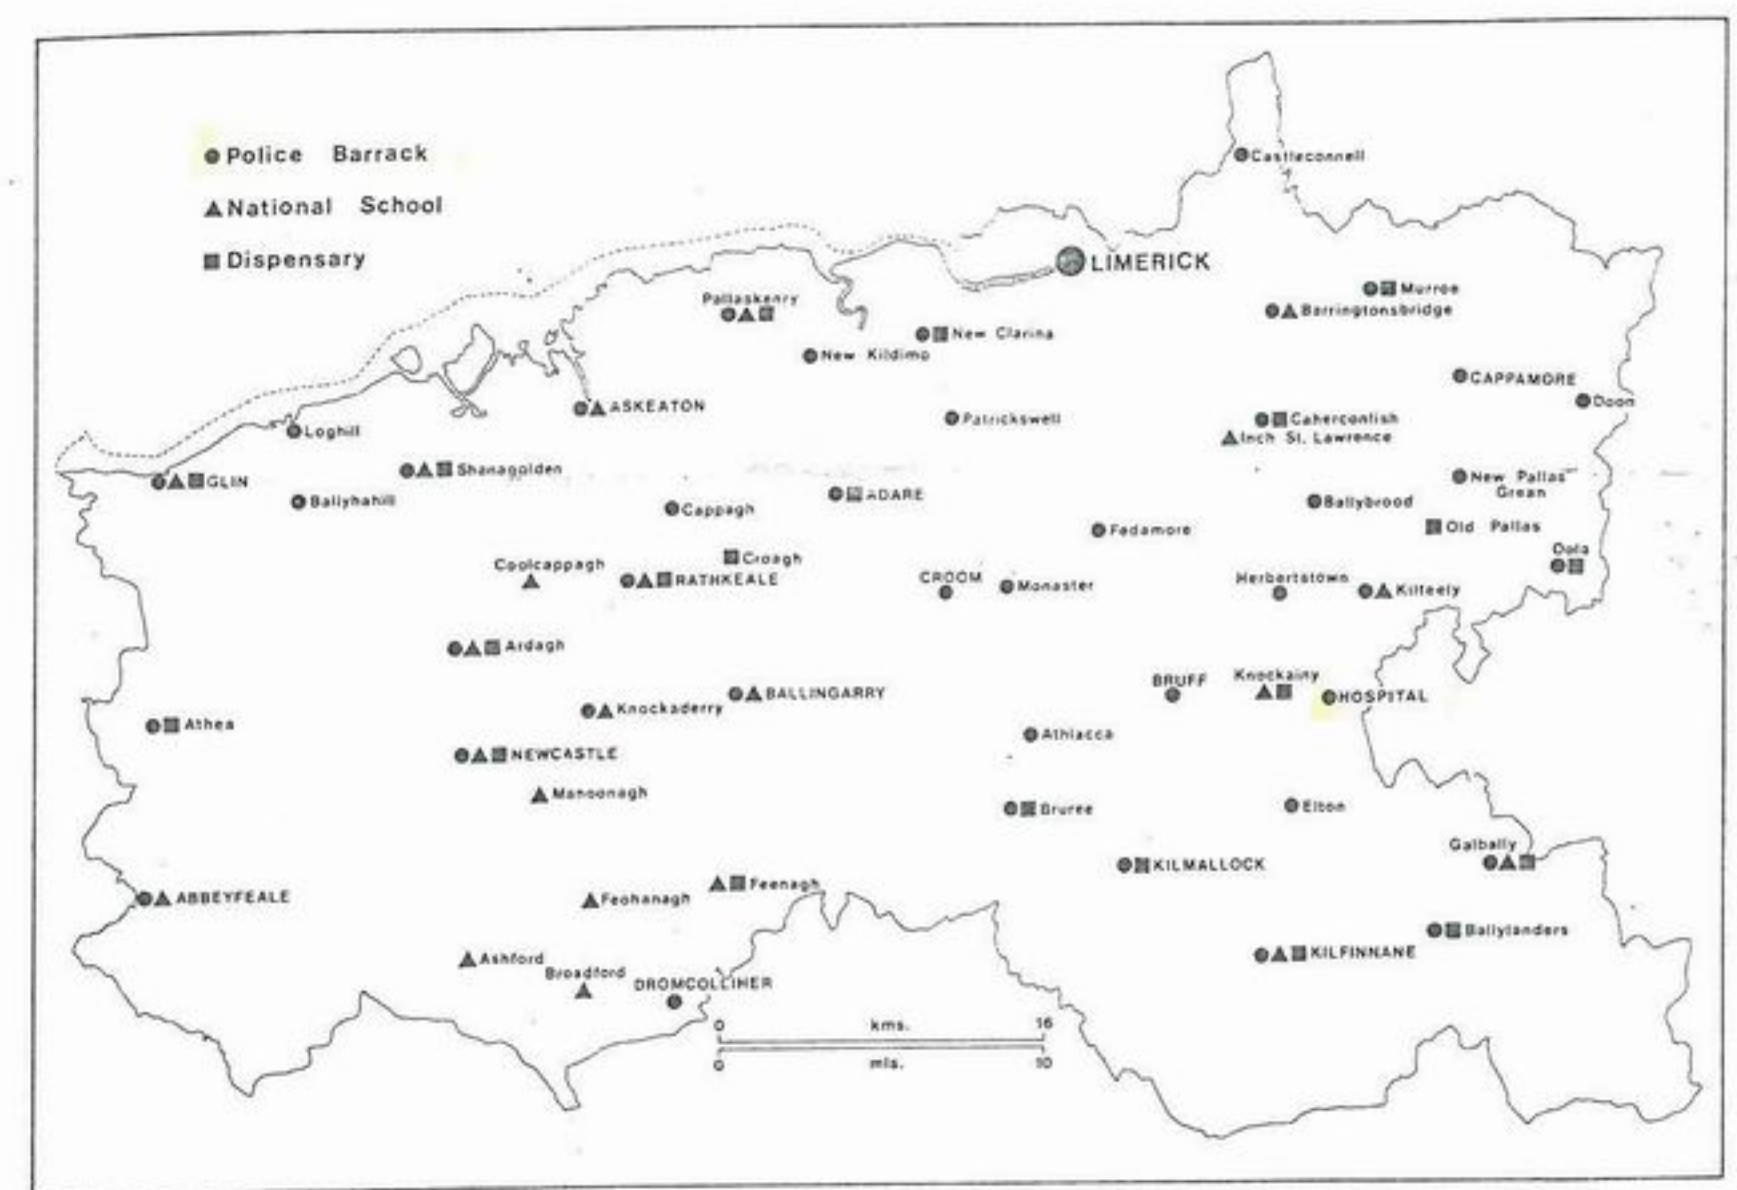 Police Barrack
National School
Dispensary
Castleconnell
LIMERICK
Murroe
Barringtonsbridge
Pallaskenry
New Clarina
New Kildimo
CAPPAMORE
Doon
ASKEATON
Patrickswell
Caherconlish
Inch St. Lawrence
Loghill
Shanagolden
GLIN
Ballyhahill
New Pallas
Grean
ADARE
Cappagh
Ballybrood
Fedamore
Old Pallas
Oola
Croagh
Coolcappagh
RATHKEALE
CROOM
Monaster
Herbertstown
Kilteely
Ardagh
BRUFF
Knockainy
HOSPITAL
BALLINGARRY
Knockaderry
Athea
Athlacca
NEWCASTLE
Manoonagh
Bruree
Elton
Galbally
KILMALLOCK
Feenagh
Feohanagh
ABBEYFEALE
Ballylanders
KILFINNANE
Ashford
Broadford
DROMCOLLIHER
0 kms. 16
0 mls. 10